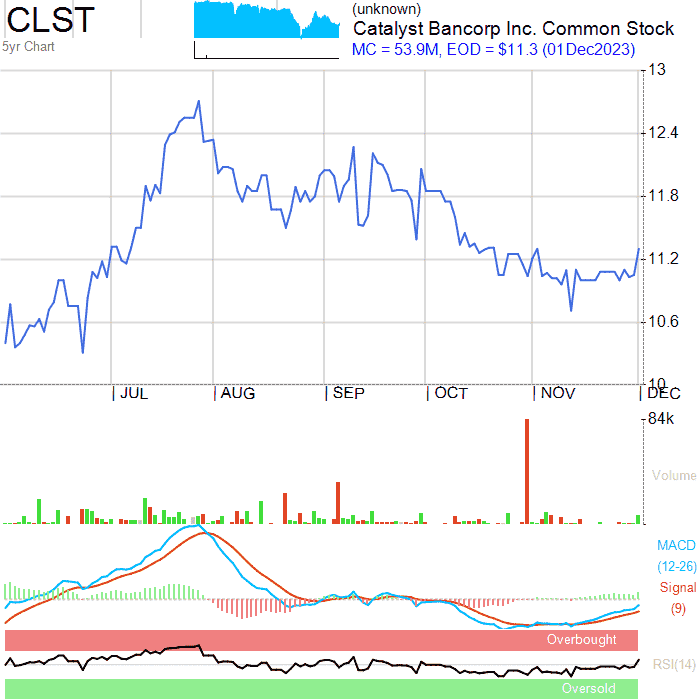 CLST
5yr Chart
(unknown)
Catalyst Bancorp Inc. Common Stock
MC = 53.9M, EOD = $11.3 (01Dec2023)
13
12.4
11.8
11.2
10.6
10
JUL
AUG
SEP
OCT
NOV
DEC
84k
Volume
MACD
(12-26)
Signal
(9)
Overbought
RSI(14)
Oversold